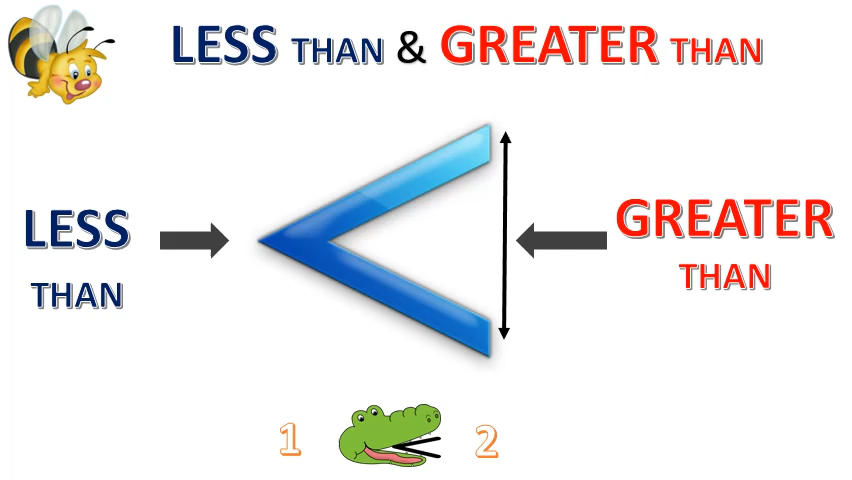 LESS THAN & GREATER THAN
LESS
THAN
GREATER
THAN
1 2